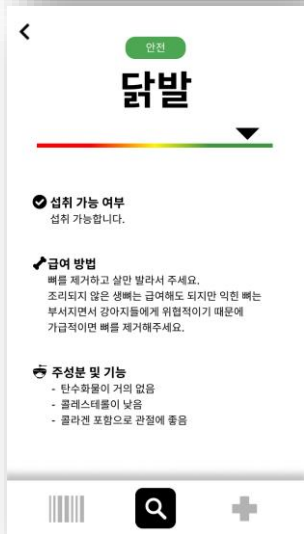 안전
닭발
섭취 가능 여부
섭취 가능합니다.
급여 방법
뼈를 제거하고 살만 발라서 주세요.
조리되지 않은 생뼈는 급여해도 되지만 익힌 뼈는
부서지면서 강아지들에게 위협적이기 때문에
가급적이면 뼈를 제거해주세요.
주성분 및 기능
- 탄수화물이 거의 없음
- 콜레스테롤이 낮음
- 콜라겐 포함으로 관절에 좋음